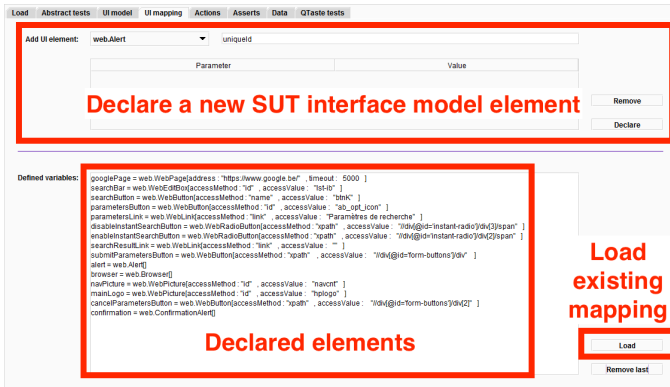 Load Abstract tests UI model UI mapping Actions Asserts Data QTaste tests
Add UI element: web.Alert uniqueId
Parameter Value
Declare a new SUT interface model element
Remove
Declare
Defined variables:
googlePage = web.WebPage[address : "https://www.google.be/" , timeout : 5000 ]
searchBar = web.WebEditBox[accessMethod : "id" , accessValue : "lst-ib" ]
searchButton = web.WebButton[accessMethod : "name" , accessValue : "btnK" ]
parametersButton = web.WebButton[accessMethod : "id" , accessValue : "ab_opt_icon" ]
parametersLink = web.WebLink[accessMethod : "link" , accessValue : "Paramètres de recherche" ]
disableInstantSearchButton = web.WebRadioButton[accessMethod : "xpath" , accessValue : "//div[@id='instant-radio']/div[3]/span" ]
enableInstantSearchButton = web.WebRadioButton[accessMethod : "xpath" , accessValue : "//div[@id='instant-radio']/div[2]/span" ]
searchResultLink = web.WebLink[accessMethod : "link" , accessValue : "" ]
submitParametersButton = web.WebButton[accessMethod : "xpath" , accessValue : "//div[@id='form-buttons']/div" ]
alert = web.Alert[]
browser = web.Browser[]
navPicture = web.WebPicture[accessMethod : "id" , accessValue : "navcnt" ]
mainLogo = web.WebPicture[accessMethod : "id" , accessValue : "hplogo" ]
cancelParametersButton = web.WebButton[accessMethod : "xpath" , accessValue : "//div[@id='form-buttons']/div[2]" ]
confirmation = web.ConfirmationAlert[]
Declared elements
Load
existing
mapping
Load
Remove last